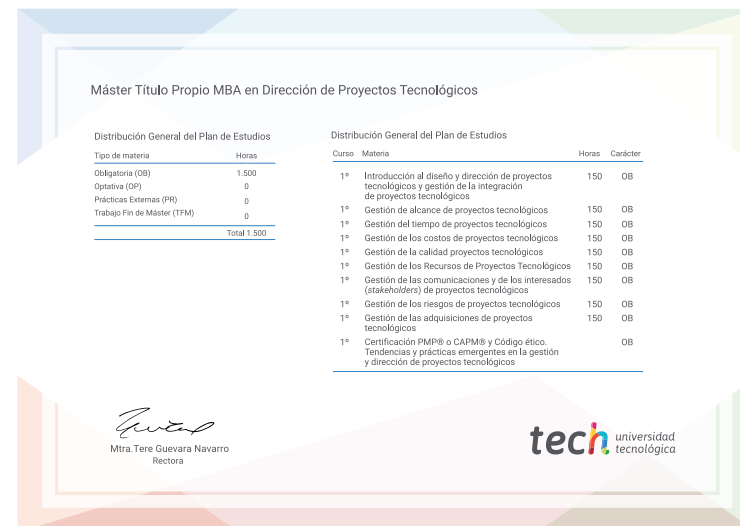 Máster Título Propio MBA en Dirección de Proyectos Tecnológicos
Distribución General del Plan de Estudios
Tipo de materia Horas
Obligatoria (OB) 1.500
Optativa (OP) 0
Prácticas Externas (PR) 0
Trabajo Fin de Máster (TFM) 0
Total 1.500
Distribución General del Plan de Estudios
Curso Materia Horas Carácter
1º Introducción al diseño y dirección de proyectos 150 OB
tecnológicos y gestión de la integración
de proyectos tecnológicos
1º Gestión de alcance de proyectos tecnológicos 150 OB
1º Gestión del tiempo de proyectos tecnológicos 150 OB
1º Gestión de los costos de proyectos tecnológicos 150 OB
1º Gestión de la calidad proyectos tecnológicos 150 OB
1º Gestión de los Recursos de Proyectos Tecnológicos 150 OB
1º Gestión de las comunicaciones y de los interesados 150 OB
(stakeholders) de proyectos tecnológicos
1º Gestión de los riesgos de proyectos tecnológicos 150 OB
1º Gestión de las adquisiciones de proyectos 150 OB
tecnológicos
1º Certificación PMP® o CAPM® y Código ético. OB
Tendencias y prácticas emergentes en la gestión
y dirección de proyectos tecnológicos
Mtra.Tere Guevara Navarro
Rectora
tech universidad
tecnológica